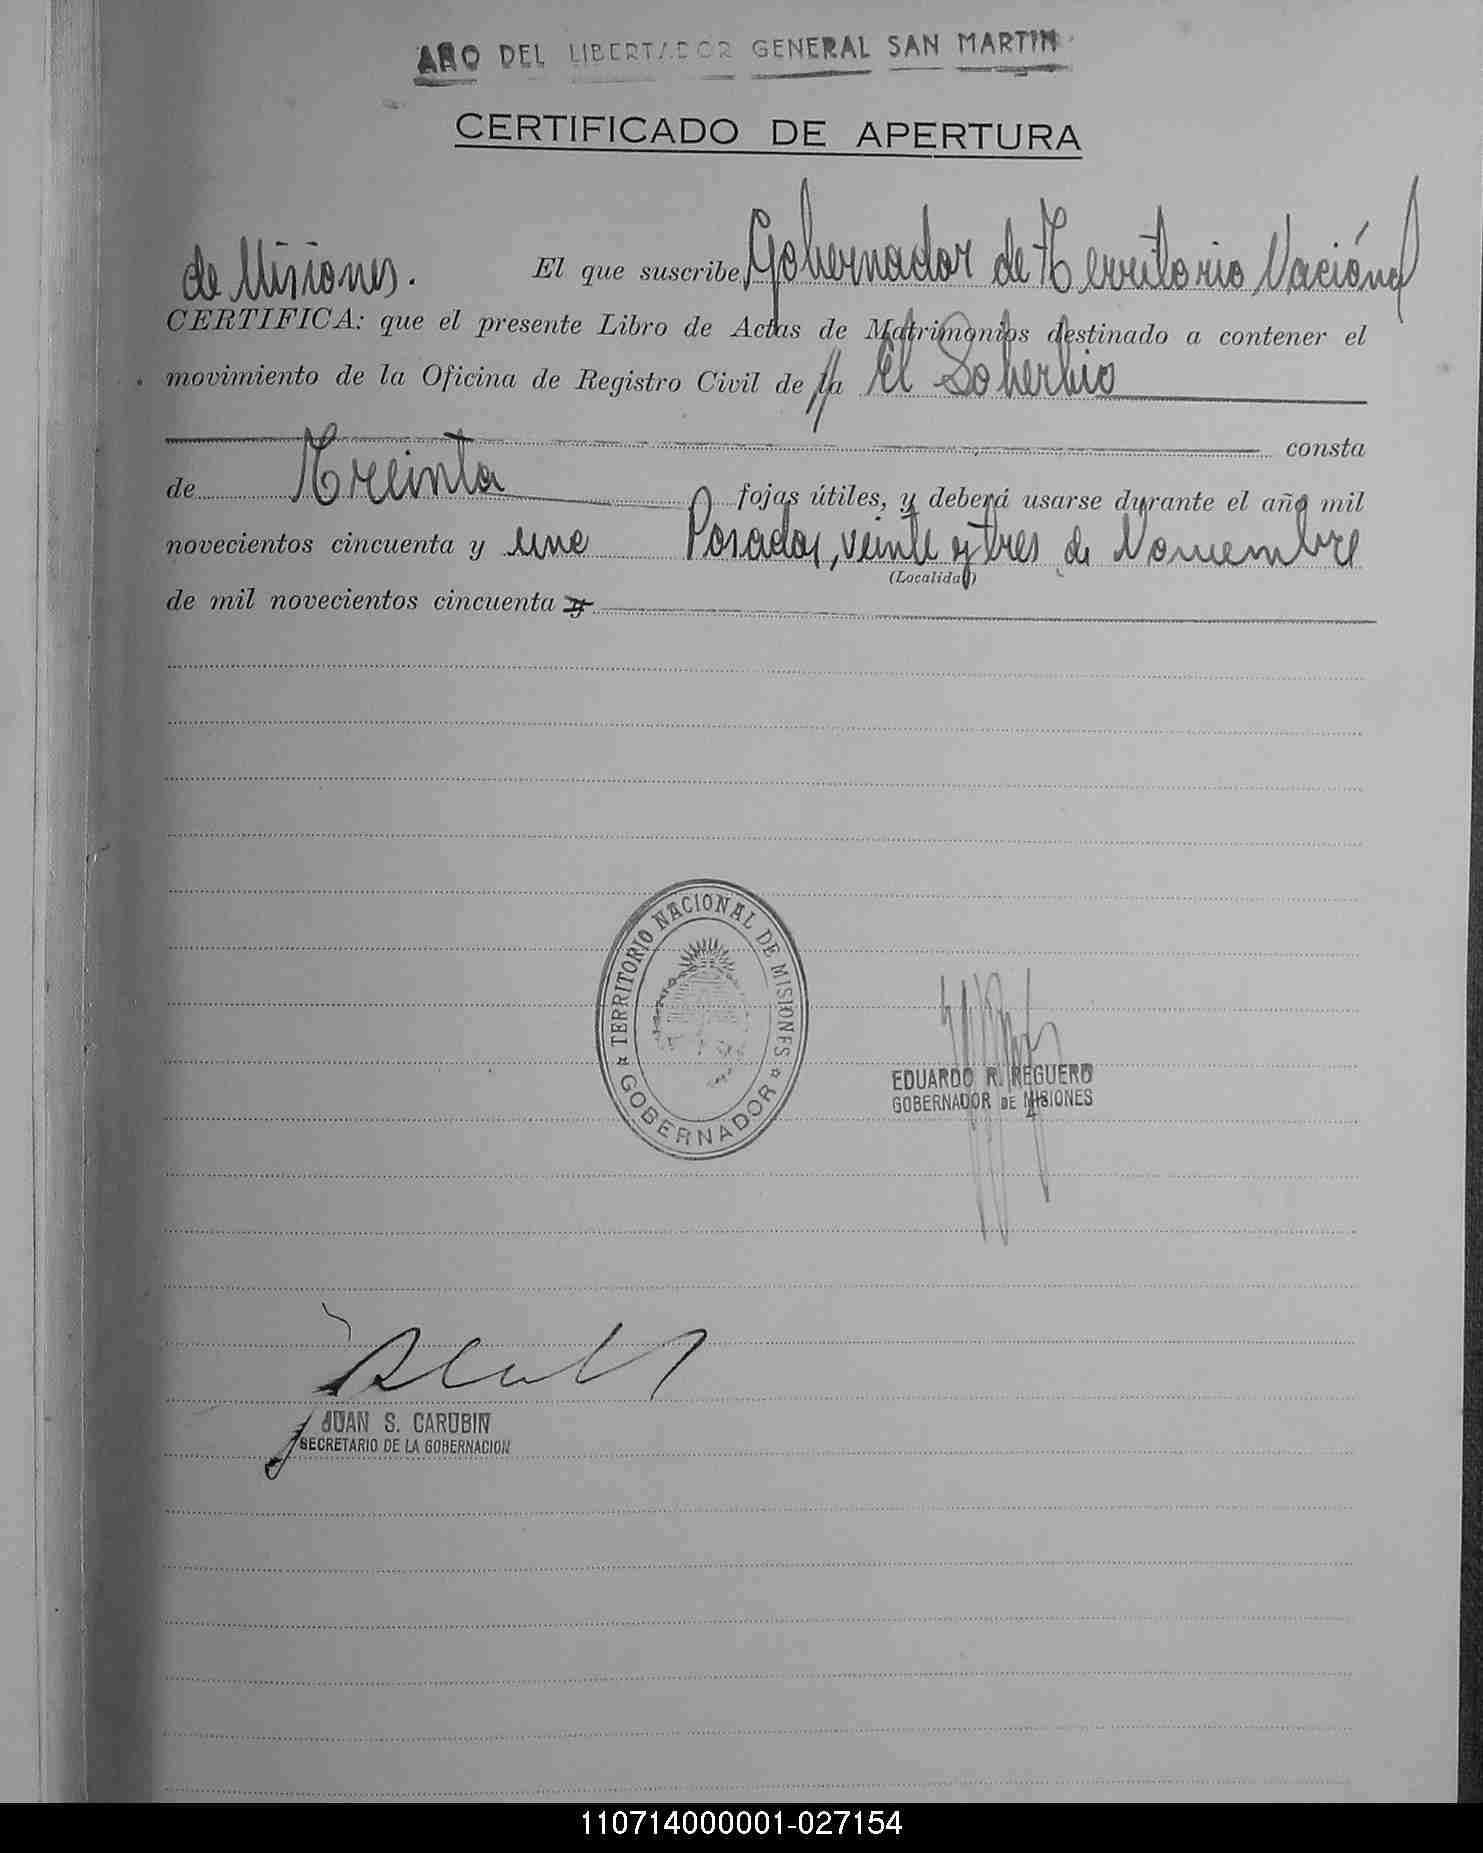 AÑO DEL LIBERTADOR GENERAL SAN MARTIN
CERTIFICADO DE APERTURA
de Misiones. El que suscribe Gobernador de Territorio Naciónal
CERTIFICA: que el presente Libro de Actas de Matrimonios destinado a contener el
movimiento de la Oficina de Registro Civil de la El Soberbio
consta
de Treinta fojas útiles, y deberá usarse durante el año mil
novecientos cincuenta y uno Posadas, veinte y tres de Noviembre
(Localidad)
de mil novecientos cincuenta y
TERRITORIO NACIONAL DE MISIONES
GOBERNADOR
EDUARDO R. REGUERO
GOBERNADOR DE MISIONES
JUAN S. CARUBIN
SECRETARIO DE LA GOBERNACION
110714000001-027154